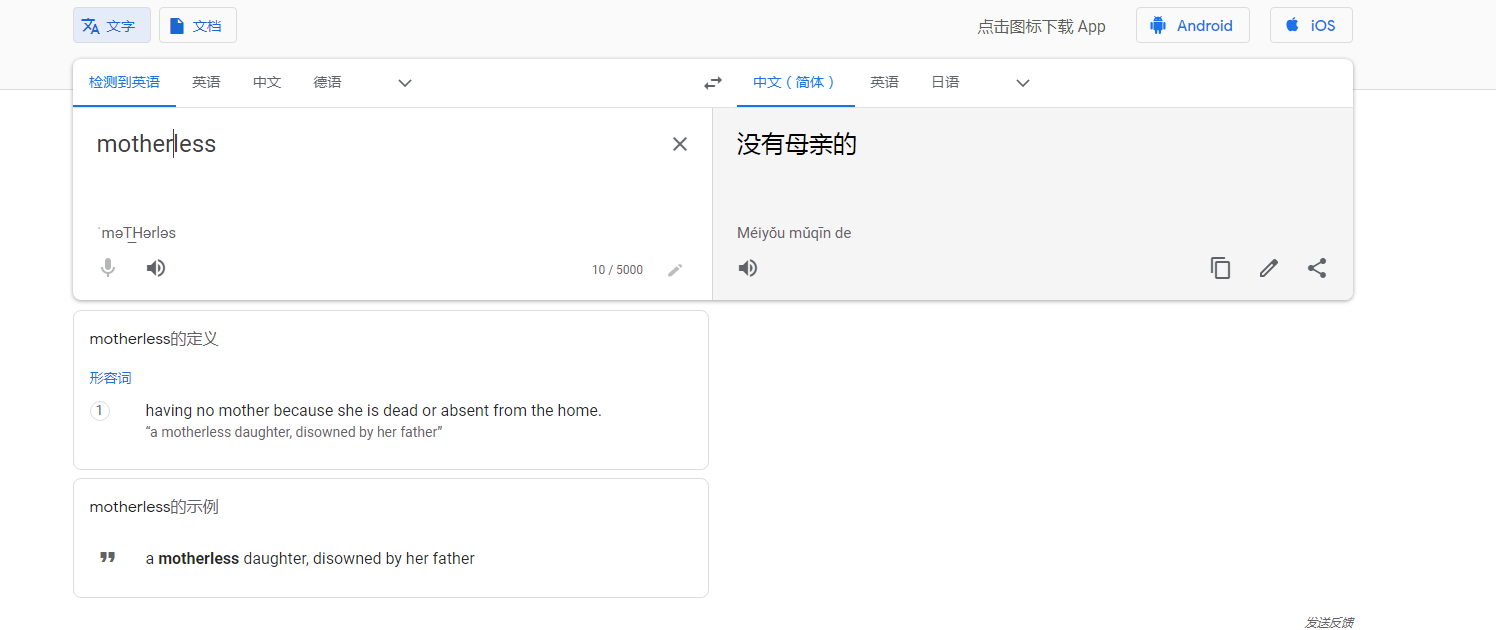 文字 文档 点击图标下载 App Android iOS
检测到英语 英语 中文 德语 中文（简体） 英语 日语
motherless 没有母亲的
ˈməT͟Hərləs Méiyǒu mǔqīn de
10 / 5000
motherless的定义
形容词
1 having no mother because she is dead or absent from the home.
“a motherless daughter, disowned by her father”
motherless的示例
a motherless daughter, disowned by her father
发送反馈